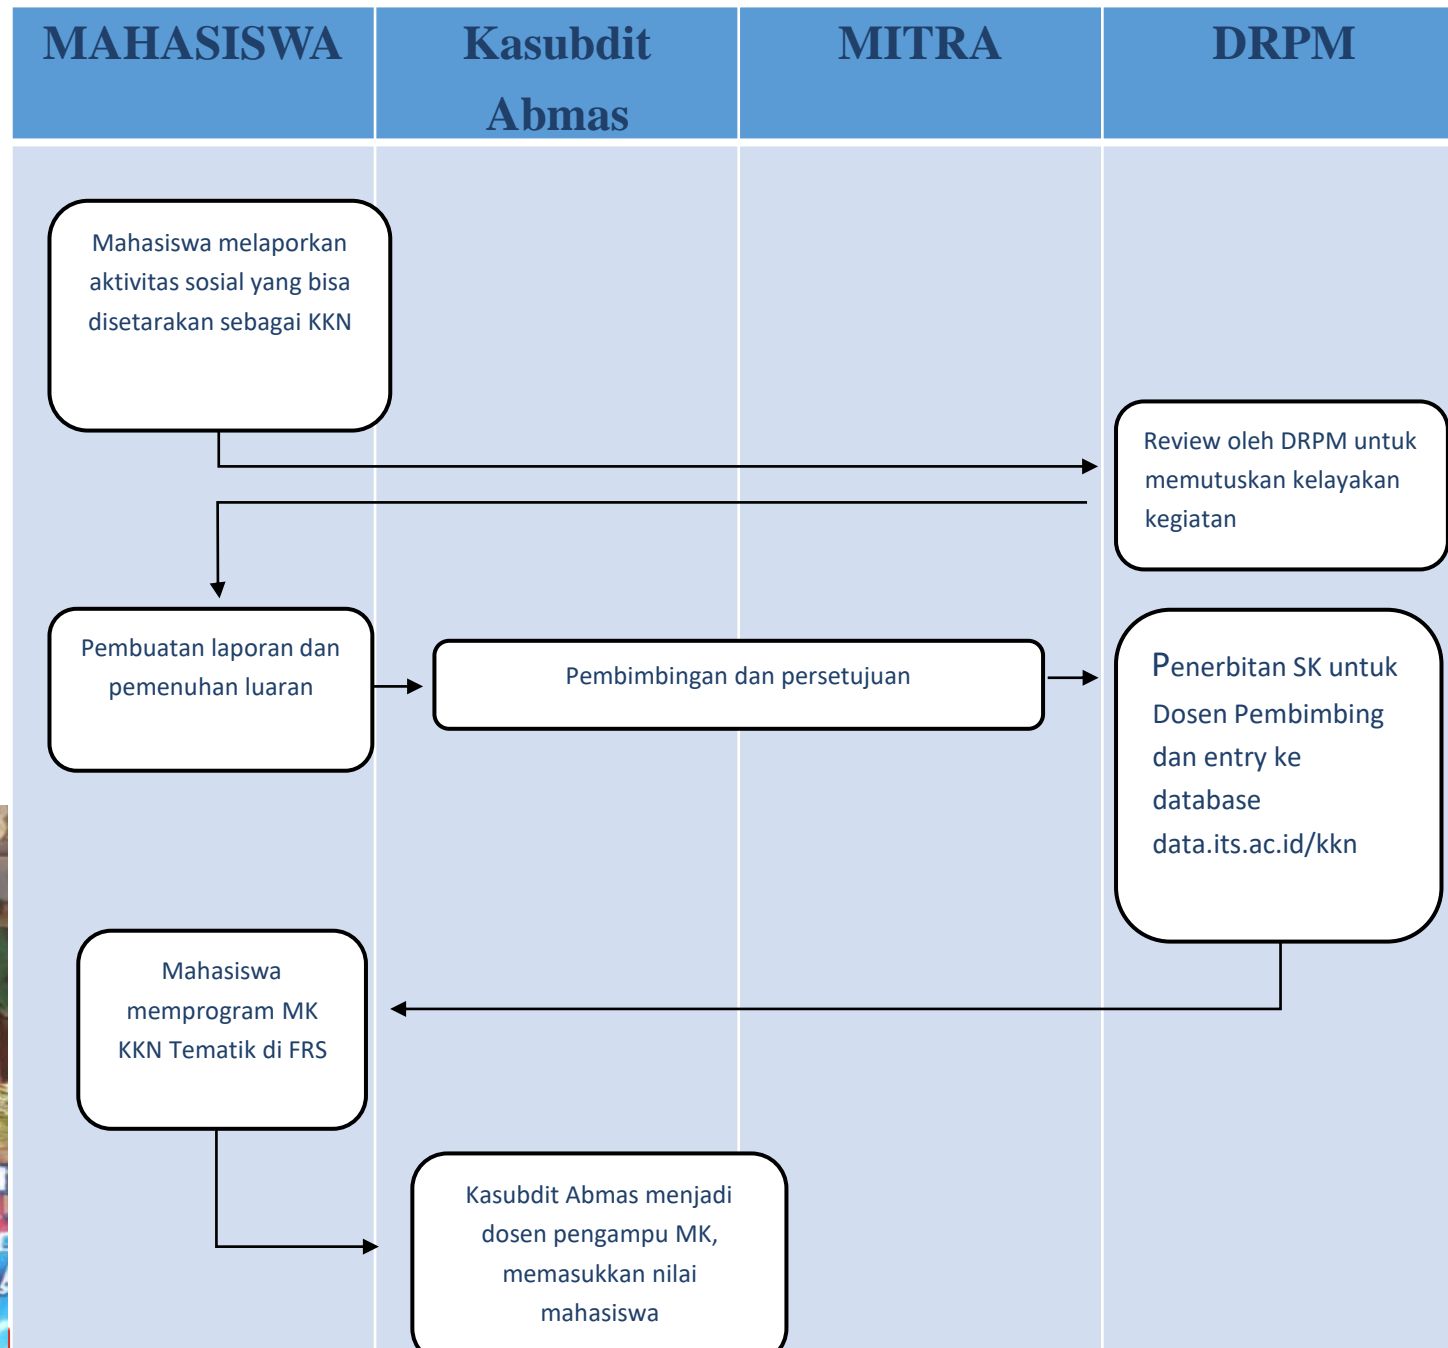 MAHASISWA
Kasubdit
Abmas
MITRA
DRPM
Mahasiswa melaporkan
aktivitas sosial yang bisa
disetarakan sebagai KKN
Review oleh DRPM untuk
memutuskan kelayakan
kegiatan
Pembuatan laporan dan
pemenuhan luaran
Pembimbingan dan persetujuan
Penerbitan SK untuk
Dosen Pembimbing
dan entry ke
database
data.its.ac.id/kkn
Mahasiswa
memprogram MK
KKN Tematik di FRS
Kasubdit Abmas menjadi
dosen pengampu MK,
memasukkan nilai
mahasiswa